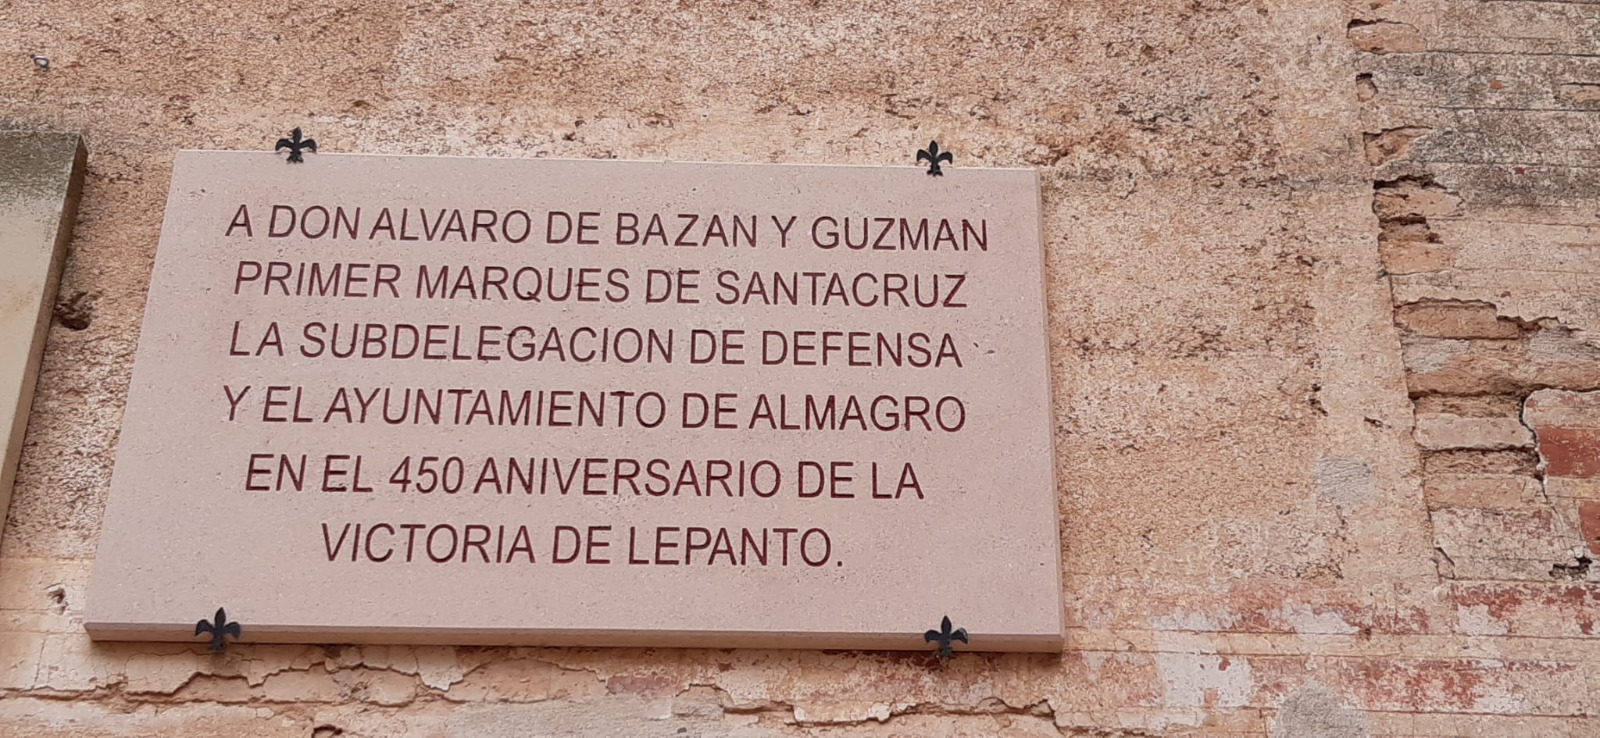 A DON ALVARO DE BAZAN Y GUZMAN
PRIMER MARQUES DE SANTACRUZ
LA SUBDELEGACION DE DEFENSA
Y EL AYUNTAMIENTO DE ALMAGRO
EN EL 450 ANIVERSARIO DE LA
VICTORIA DE LEPANTO.